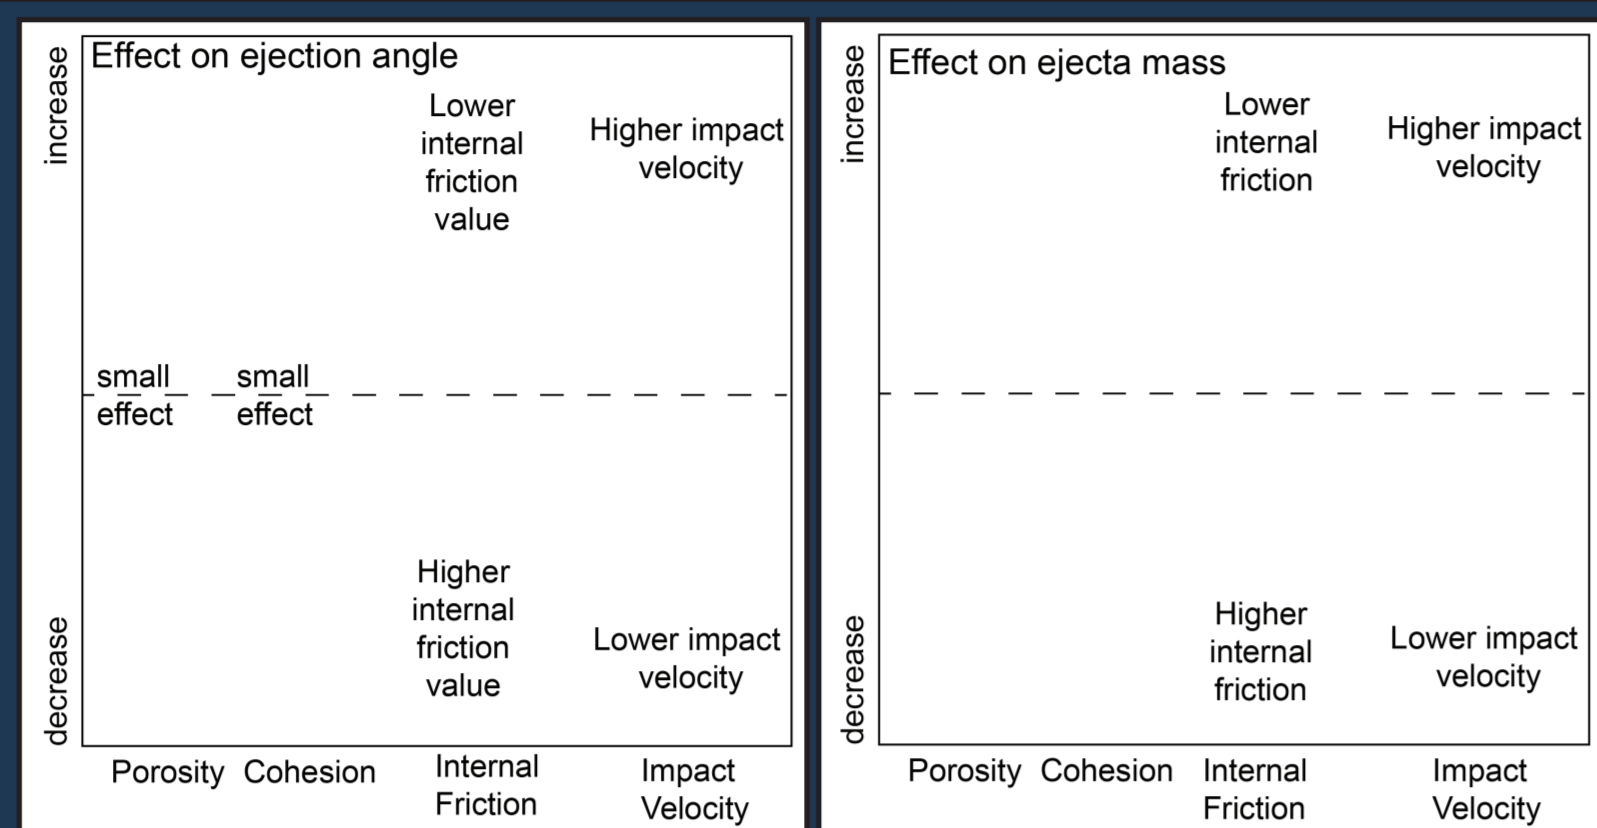 Effect on ejection angle
increase
Lower
internal
friction
value
Higher impact
velocity
small
effect
small
effect
Higher
internal
friction
value
Lower impact
velocity
decrease
Porosity
Cohesion
Internal
Friction
Impact
Velocity
Effect on ejecta mass
increase
Lower
internal
friction
Higher impact
velocity
Higher
internal
friction
Lower impact
velocity
decrease
Porosity
Cohesion
Internal
Friction
Impact
Velocity